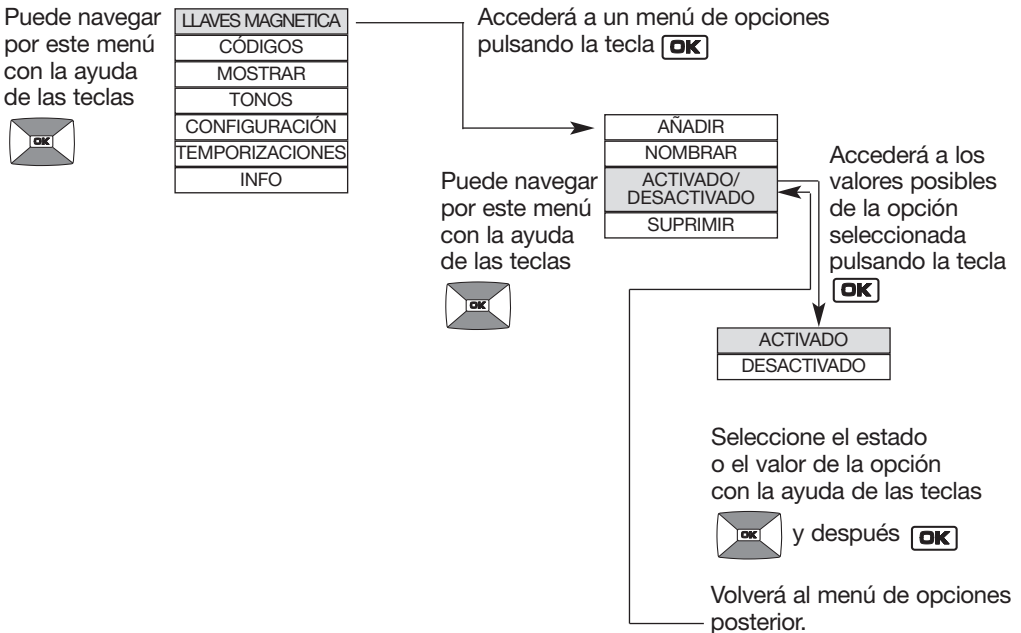 Puede navegar
por este menú
con la ayuda
de las teclas
OK
LLAVES MAGNETICA
CÓDIGOS
MOSTRAR
TONOS
CONFIGURACIÓN
TEMPORIZACIONES
INFO
Accederá a un menú de opciones
pulsando la tecla OK
AÑADIR
NOMBRAR
ACTIVADO/
DESACTIVADO
SUPRIMIR
Puede navegar
por este menú
con la ayuda
de las teclas
OK
Accederá a los
valores posibles
de la opción
seleccionada
pulsando la tecla
OK
ACTIVADO
DESACTIVADO
Seleccione el estado
o el valor de la opción
con la ayuda de las teclas
OK y después OK
Volverá al menú de opciones
posterior.